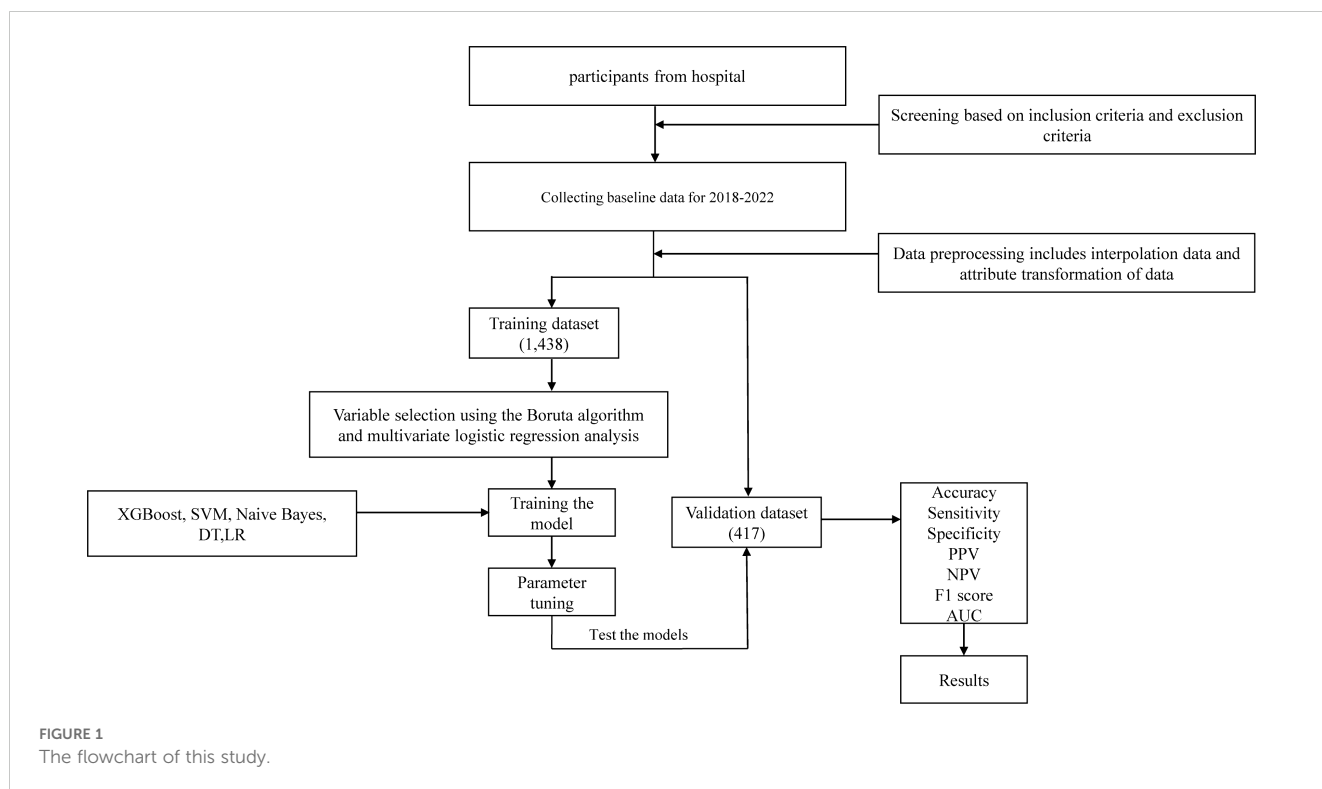 participants from hospital
Screening based on inclusion criteria and exclusion
criteria
Collecting baseline data for 2018-2022
Data preprocessing includes interpolation data and
attribute transformation of data
Training dataset
(1,438)
Variable selection using the Boruta algorithm
and multivariate logistic regression analysis
XGBoost, SVM, Naive Bayes,
DT,LR
Training the
model
Parameter
tuning
Test the models
Validation dataset
(417)
Accuracy
Sensitivity
Specificity
PPV
NPV
F1 score
AUC
Results
FIGURE 1
The flowchart of this study.